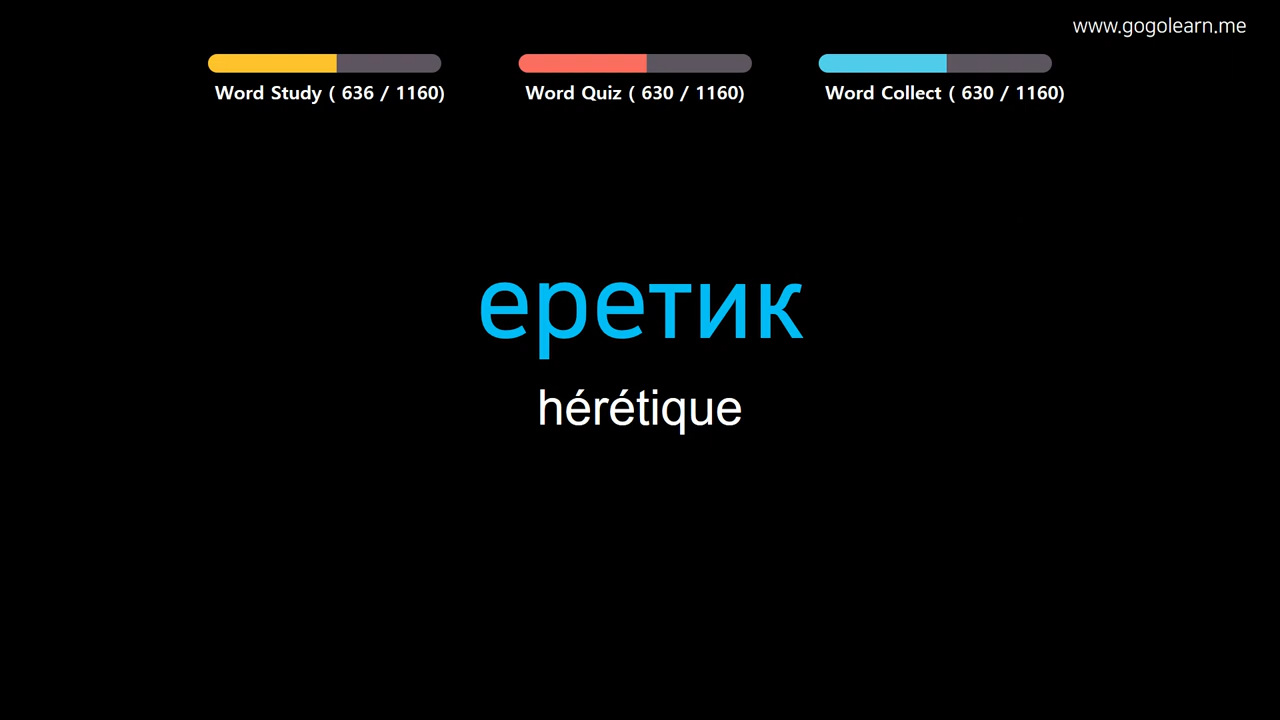 www.gogolearn.me
Word Study ( 636 / 1160)
Word Quiz ( 630 / 1160)
Word Collect ( 630 / 1160)
еретик
hérétique